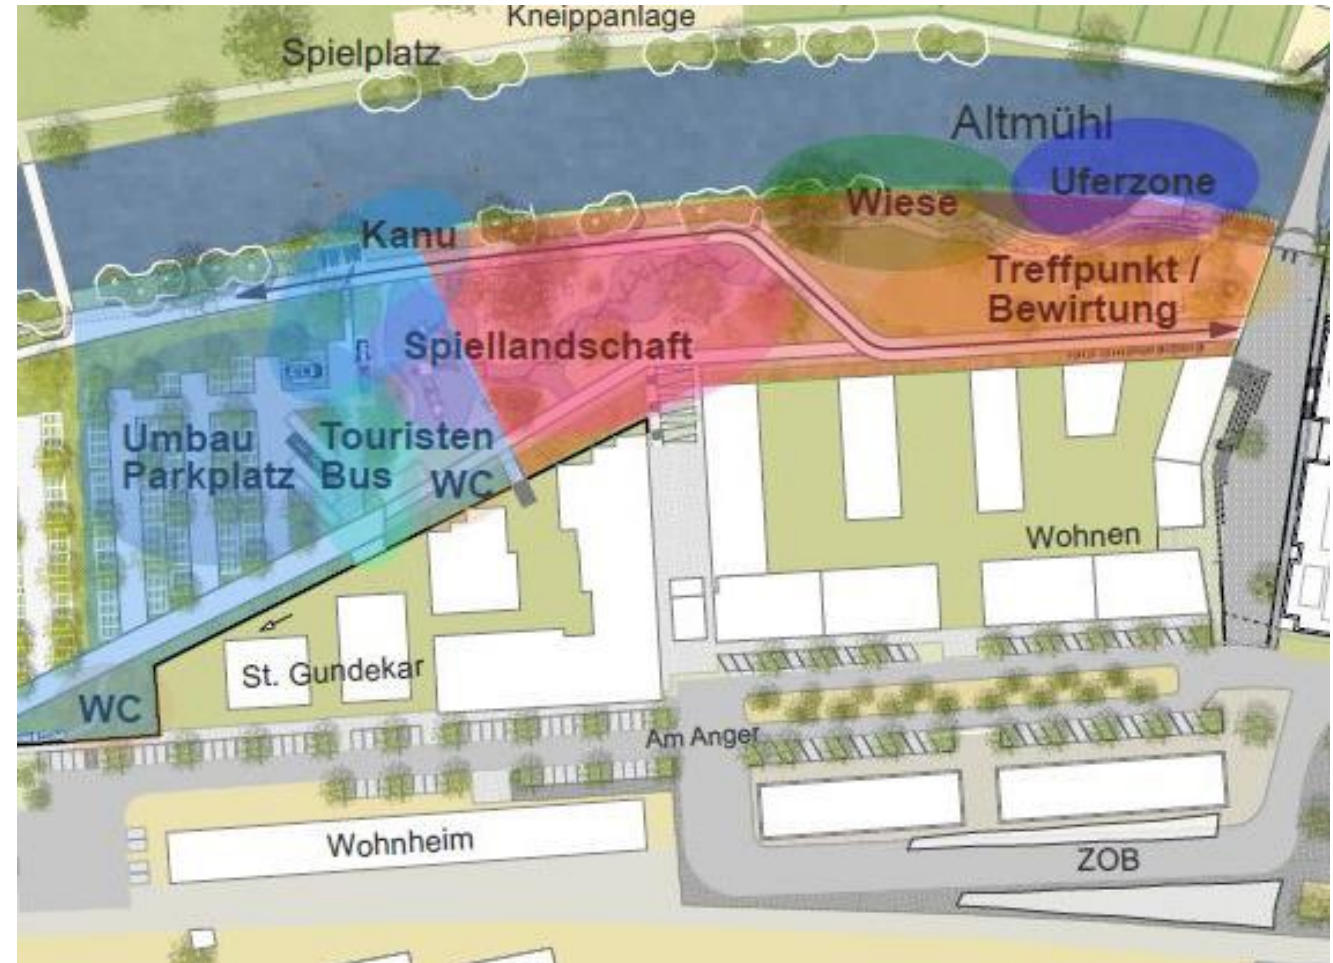 Kneippanlage
Spielplatz
Altmühl
Uferzone
Wiese
Kanu
Treffpunkt /
Bewirtung
Spiellandschaft
Umbau
Parkplatz
Touristen
Bus
WC
Wohnen
St. Gundekar
WC
Am Anger
Wohnheim
ZOB